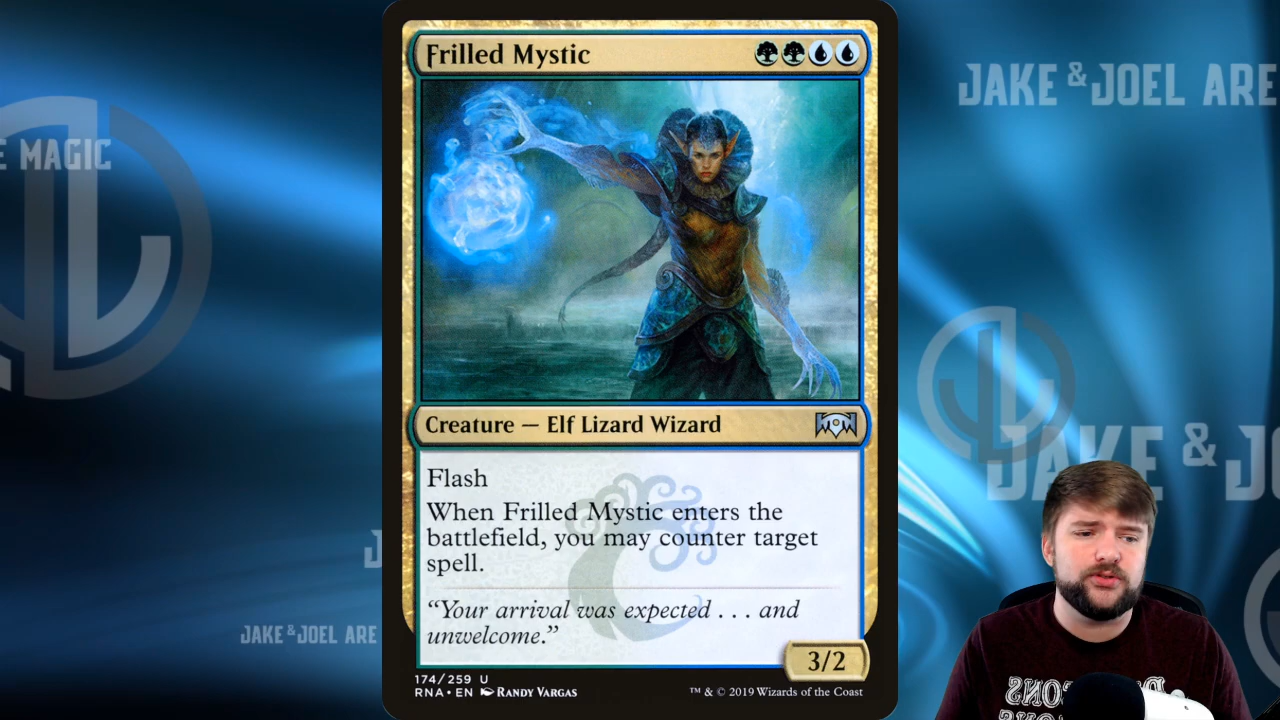 Frilled Mystic
JAKE & JOEL ARE
E MAGIC
Creature — Elf Lizard Wizard
Flash
When Frilled Mystic enters the
battlefield, you may counter target
spell.
“Your arrival was expected . . . and
unwelcome.”
3/2
174/259 U
RNA • EN RANDY VARGAS
™ & © 2019 Wizards of the Coast
JAKE & J
JAKE & JOEL ARE